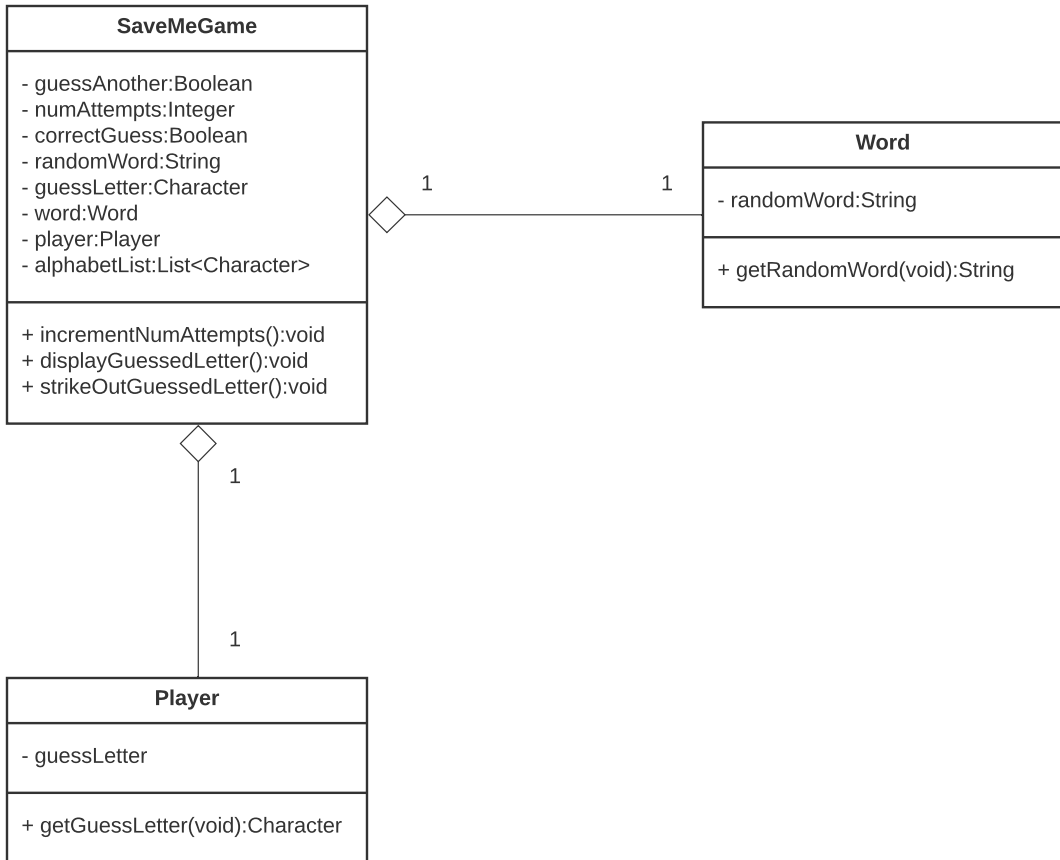 SaveMeGame
- guessAnother:Boolean
- numAttempts:Integer
- correctGuess:Boolean
- randomWord:String
- guessLetter:Character
- word:Word
- player:Player
- alphabetList:List<Character>
+ incrementNumAttempts():void
+ displayGuessedLetter():void
+ strikeOutGuessedLetter():void
1
1
Word
- randomWord:String
+ getRandomWord(void):String
1
1
Player
- guessLetter
+ getGuessLetter(void):Character